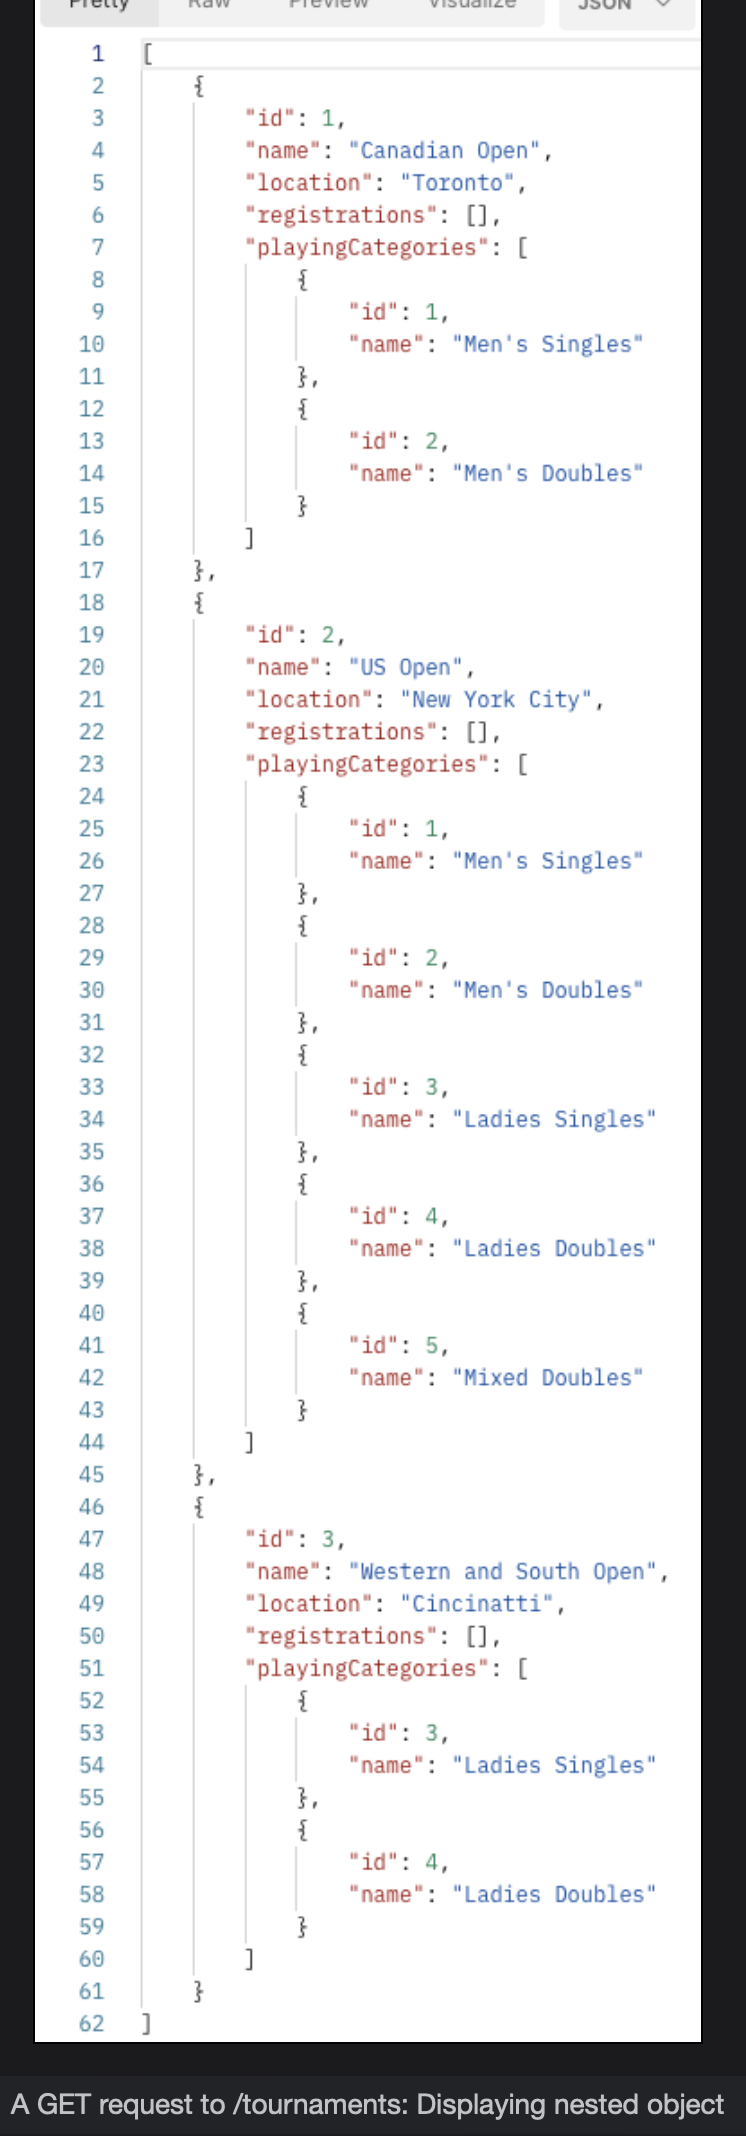 Pretty Raw Preview Visualize JSON
1 [
2 {
3 "id": 1,
4 "name": "Canadian Open",
5 "location": "Toronto",
6 "registrations": [],
7 "playingCategories": [
8 {
9 "id": 1,
10 "name": "Men's Singles"
11 },
12 {
13 "id": 2,
14 "name": "Men's Doubles"
15 }
16 ]
17 },
18 {
19 "id": 2,
20 "name": "US Open",
21 "location": "New York City",
22 "registrations": [],
23 "playingCategories": [
24 {
25 "id": 1,
26 "name": "Men's Singles"
27 },
28 {
29 "id": 2,
30 "name": "Men's Doubles"
31 },
32 {
33 "id": 3,
34 "name": "Ladies Singles"
35 },
36 {
37 "id": 4,
38 "name": "Ladies Doubles"
39 },
40 {
41 "id": 5,
42 "name": "Mixed Doubles"
43 }
44 ]
45 },
46 {
47 "id": 3,
48 "name": "Western and South Open",
49 "location": "Cincinatti",
50 "registrations": [],
51 "playingCategories": [
52 {
53 "id": 3,
54 "name": "Ladies Singles"
55 },
56 {
57 "id": 4,
58 "name": "Ladies Doubles"
59 }
60 ]
61 }
62 ]
A GET request to /tournaments: Displaying nested object